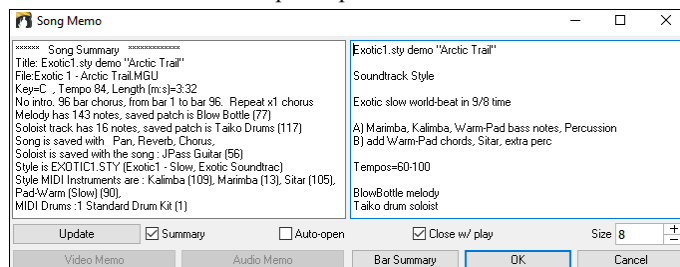 Song Memo
****** Song Summary ************
Title: Exotic1.sty demo "Arctic Trail"
File:Exotic 1 - Arctic Trail.MGU
Key=C , Tempo 84, Length (m:s)=3:32
No intro. 96 bar chorus, from bar 1 to bar 96. Repeat x1 chorus
Melody has 143 notes, saved patch is Blow Bottle (77)
Soloist track has 16 notes, saved patch is Taiko Drums (117)
Song is saved with Pan, Reverb, Chorus,
Soloist is saved with the song : JPass Guitar (56)
Style is EXOTIC1.STY (Exotic1 - Slow, Exotic Soundtrac)
Style MIDI Instruments are : Kalimba (109), Marimba (13), Sitar (105),
Pad-Warm (Slow) (90),
MIDI Drums :1 Standard Drum Kit (1)
Exotic1.sty demo "Arctic Trail"
Soundtrack Style
Exotic slow world-beat in 9/8 time
A) Marimba, Kalimba, Warm-Pad bass notes, Percussion
B) add Warm-Pad chords, Sitar, extra perc
Tempos=60-100
BlowBottle melody
Taiko drum soloist
Update Summary Auto-open Close w/ play Size 8
Video Memo Audio Memo Bar Summary OK Cancel